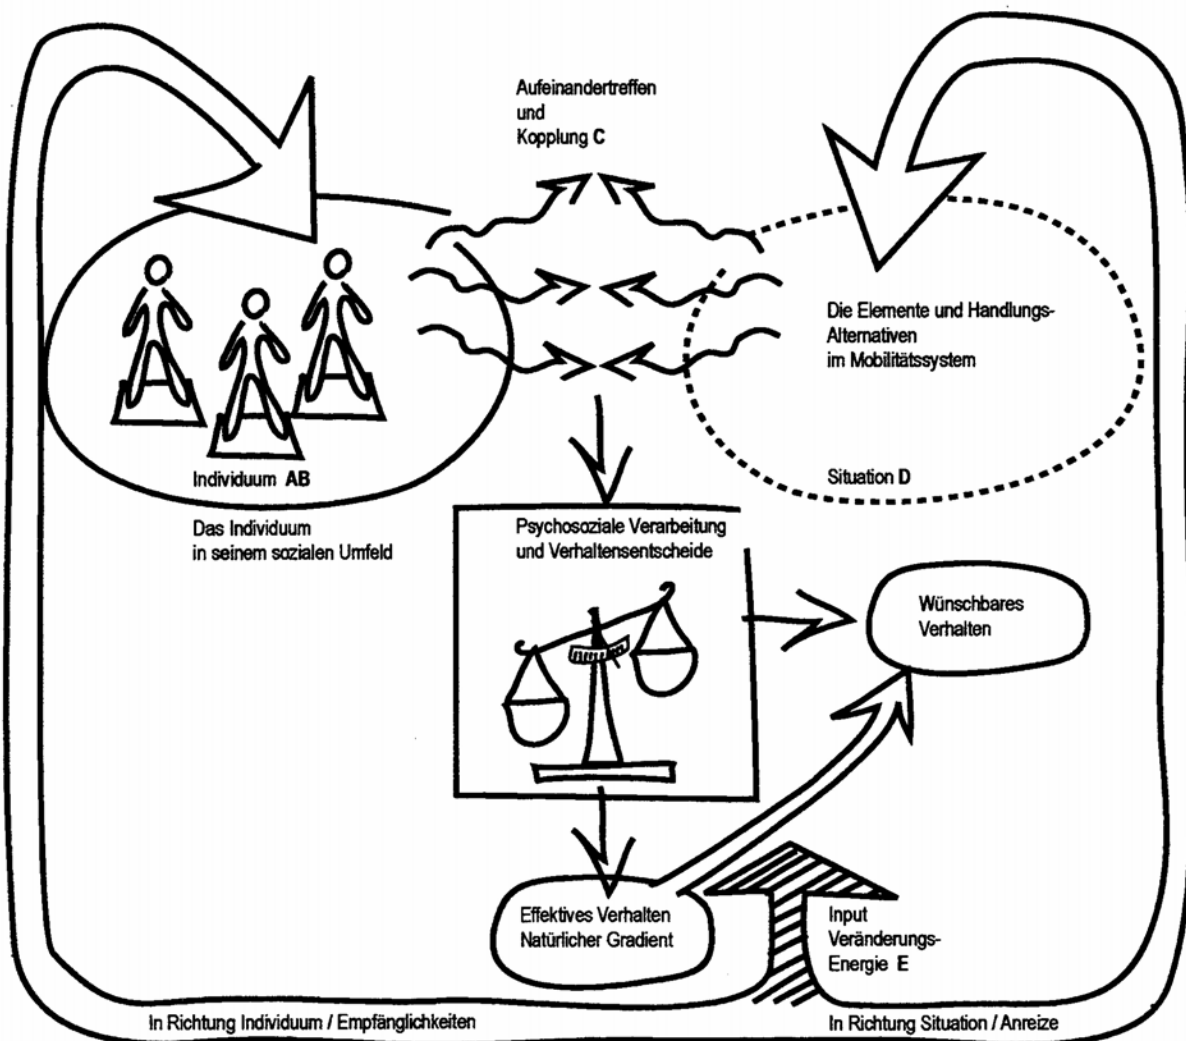 Aufeinandertreffen
und
Kopplung C
Die Elemente und Handlungs-
Alternativen
im Mobilitätssystem
Individuum AB
Situation D
Das Individuum
in seinem sozialen Umfeld
Psychosoziale Verarbeitung
und Verhaltensentscheide
Wünschbares
Verhalten
Effektives Verhalten
Natürlicher Gradient
Input
Veränderungs-
Energie E
In Richtung Individuum / Empfänglichkeiten
In Richtung Situation / Anreize